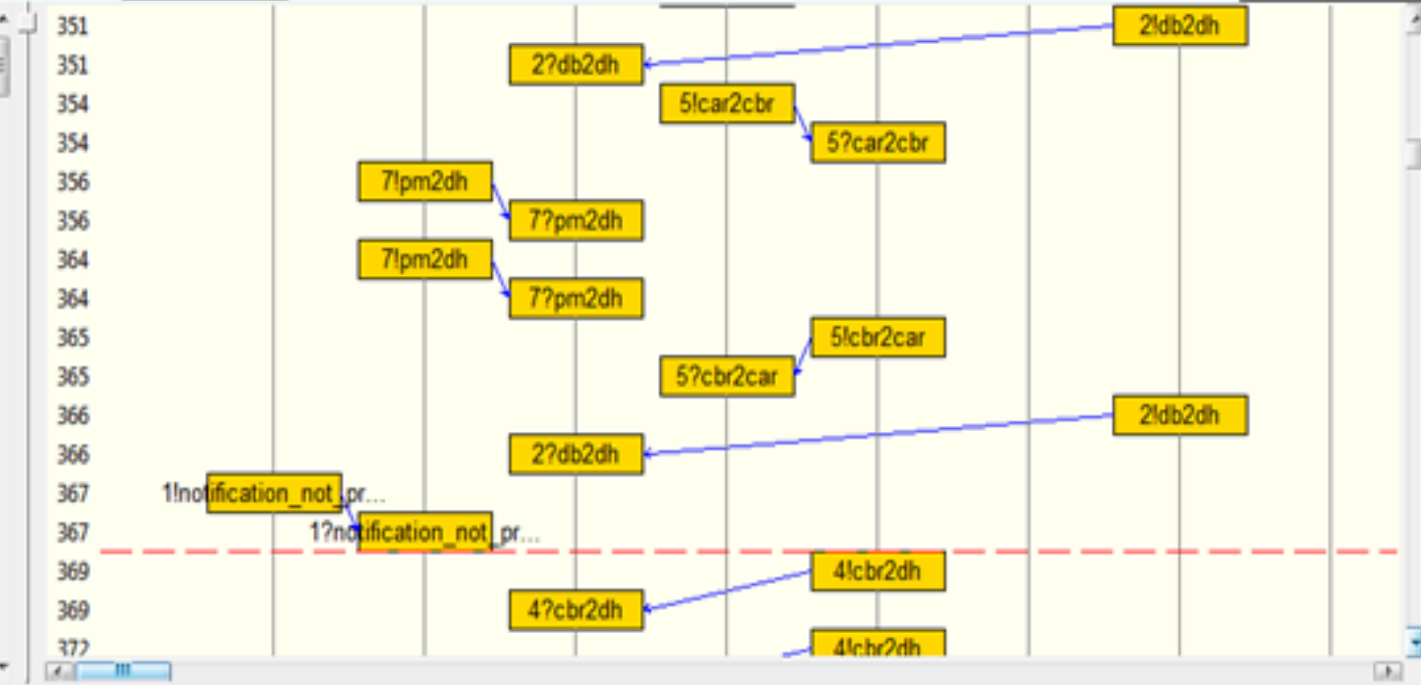 351 2!db2dh
351 2?db2dh
354 5!car2cbr
354 5?car2cbr
356 7!pm2dh
356 7?pm2dh
364 7!pm2dh
364 7?pm2dh
365 5!cbr2car
365 5?cbr2car
366 2!db2dh
366 2?db2dh
367 1!notification_not_pr...
367 1?notification_not_pr...
369 4!cbr2dh
369 4?cbr2dh
372 4!cbr2dh